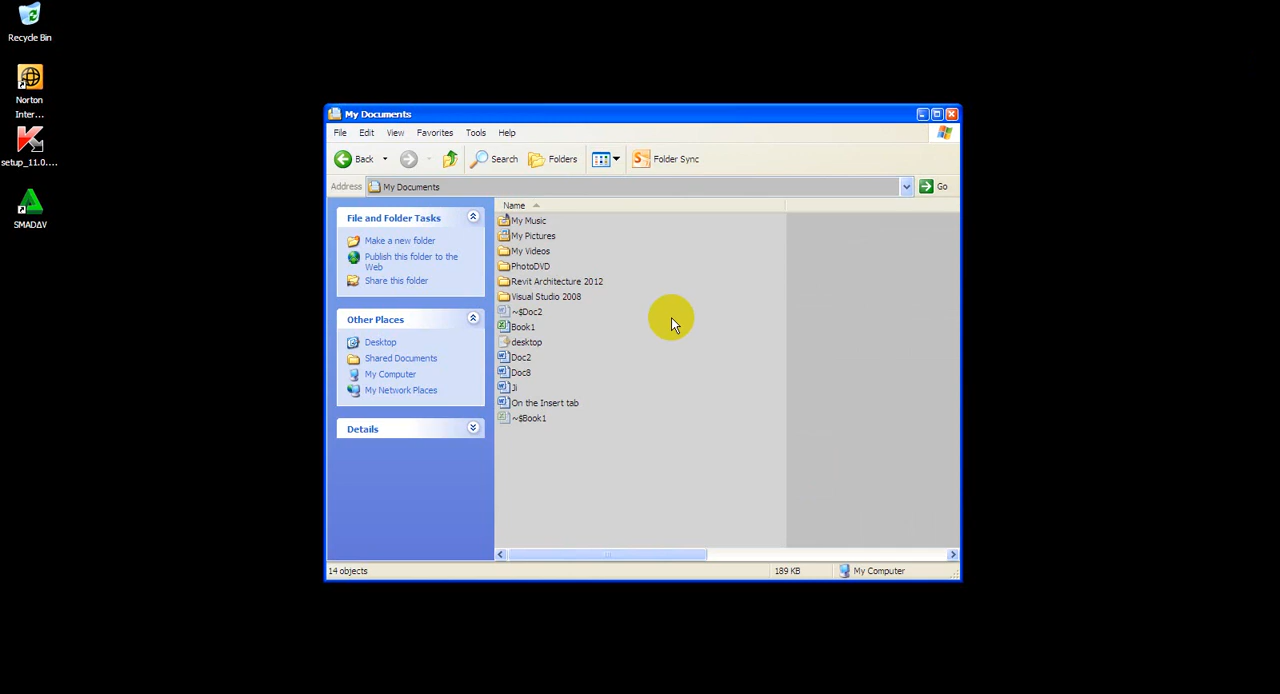 Recycle Bin
Norton
Inter...
setup_11.0....
SMADΔV
My Documents
File Edit View Favorites Tools Help
Back Search Folders Folder Sync
Address My Documents Go
File and Folder Tasks
Make a new folder
Publish this folder to the
Web
Share this folder
Other Places
Desktop
Shared Documents
My Computer
My Network Places
Details
Name
My Music
My Pictures
My Videos
PhotoDVD
Revit Architecture 2012
Visual Studio 2008
~$Doc2
Book1
desktop
Doc2
Doc8
Ji
On the Insert tab
~$Book1
14 objects 189 KB My Computer